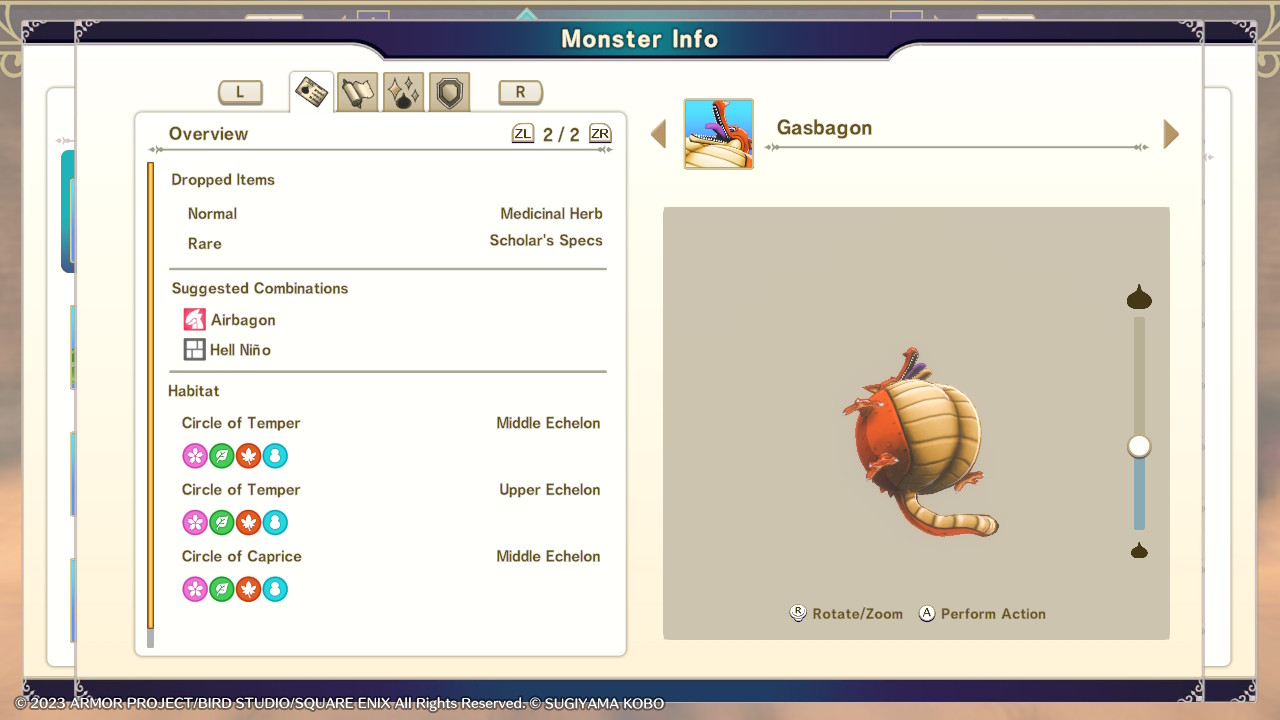 Monster Info
L
R
Overview
ZL 2 / 2 ZR
Dropped Items
Normal Medicinal Herb
Rare Scholar's Specs
Suggested Combinations
Airbagon
Hell Niño
Habitat
Circle of Temper Middle Echelon
Circle of Temper Upper Echelon
Circle of Caprice Middle Echelon
Gasbagon
R Rotate/Zoom A Perform Action
© 2023 ARMOR PROJECT/BIRD STUDIO/SQUARE ENIX All Rights Reserved. © SUGIYAMA KOBO